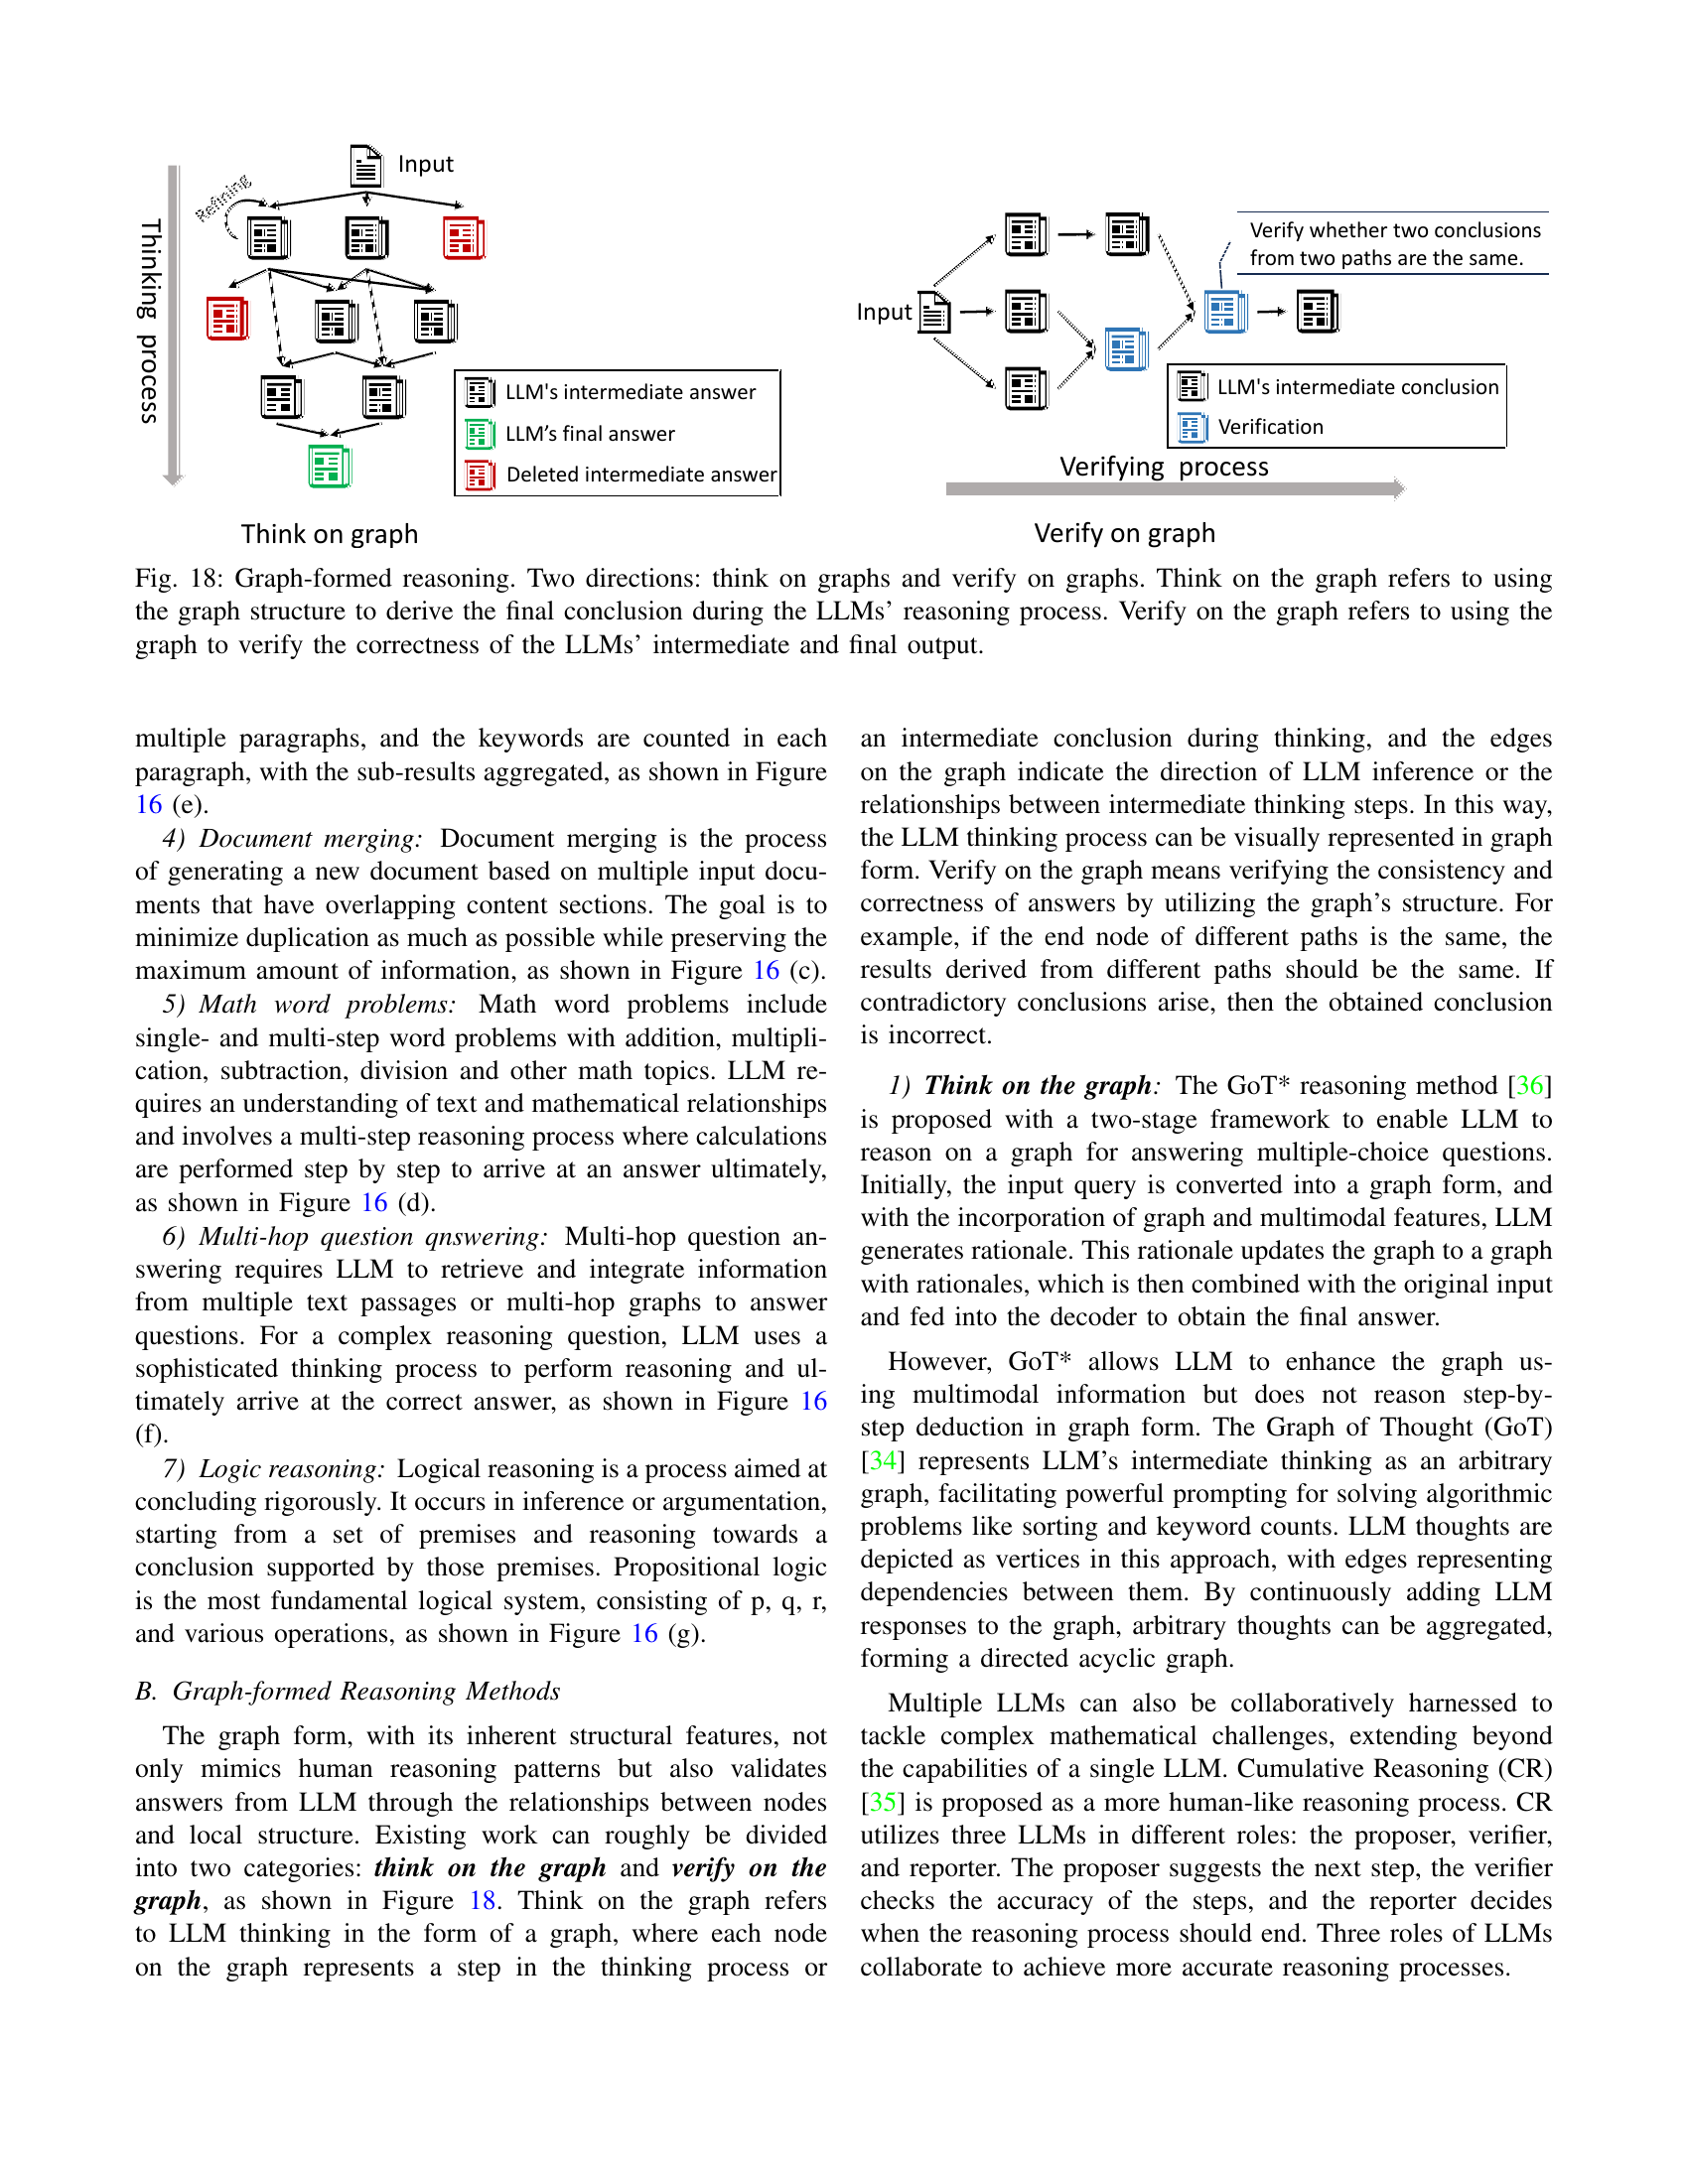 Input
Refining
Thinking process
LLM's intermediate answer
LLM’s final answer
Deleted intermediate answer
Think on graph
Verify whether two conclusions
from two paths are the same.
Input
LLM's intermediate conclusion
Verification
Verifying process
Verify on graph
Fig. 18: Graph-formed reasoning. Two directions: think on graphs and verify on graphs. Think on the graph refers to using
the graph structure to derive the final conclusion during the LLMs’ reasoning process. Verify on the graph refers to using the
graph to verify the correctness of the LLMs’ intermediate and final output.
multiple paragraphs, and the keywords are counted in each
paragraph, with the sub-results aggregated, as shown in Figure
16 (e).
4) Document merging: Document merging is the process
of generating a new document based on multiple input docu-
ments that have overlapping content sections. The goal is to
minimize duplication as much as possible while preserving the
maximum amount of information, as shown in Figure 16 (c).
5) Math word problems: Math word problems include
single- and multi-step word problems with addition, multipli-
cation, subtraction, division and other math topics. LLM re-
quires an understanding of text and mathematical relationships
and involves a multi-step reasoning process where calculations
are performed step by step to arrive at an answer ultimately,
as shown in Figure 16 (d).
6) Multi-hop question qnswering: Multi-hop question an-
swering requires LLM to retrieve and integrate information
from multiple text passages or multi-hop graphs to answer
questions. For a complex reasoning question, LLM uses a
sophisticated thinking process to perform reasoning and ul-
timately arrive at the correct answer, as shown in Figure 16
(f).
7) Logic reasoning: Logical reasoning is a process aimed at
concluding rigorously. It occurs in inference or argumentation,
starting from a set of premises and reasoning towards a
conclusion supported by those premises. Propositional logic
is the most fundamental logical system, consisting of p, q, r,
and various operations, as shown in Figure 16 (g).
B. Graph-formed Reasoning Methods
The graph form, with its inherent structural features, not
only mimics human reasoning patterns but also validates
answers from LLM through the relationships between nodes
and local structure. Existing work can roughly be divided
into two categories: think on the graph and verify on the
graph, as shown in Figure 18. Think on the graph refers
to LLM thinking in the form of a graph, where each node
on the graph represents a step in the thinking process or
an intermediate conclusion during thinking, and the edges
on the graph indicate the direction of LLM inference or the
relationships between intermediate thinking steps. In this way,
the LLM thinking process can be visually represented in graph
form. Verify on the graph means verifying the consistency and
correctness of answers by utilizing the graph’s structure. For
example, if the end node of different paths is the same, the
results derived from different paths should be the same. If
contradictory conclusions arise, then the obtained conclusion
is incorrect.
1) Think on the graph: The GoT* reasoning method [36]
is proposed with a two-stage framework to enable LLM to
reason on a graph for answering multiple-choice questions.
Initially, the input query is converted into a graph form, and
with the incorporation of graph and multimodal features, LLM
generates rationale. This rationale updates the graph to a graph
with rationales, which is then combined with the original input
and fed into the decoder to obtain the final answer.
However, GoT* allows LLM to enhance the graph us-
ing multimodal information but does not reason step-by-
step deduction in graph form. The Graph of Thought (GoT)
[34] represents LLM’s intermediate thinking as an arbitrary
graph, facilitating powerful prompting for solving algorithmic
problems like sorting and keyword counts. LLM thoughts are
depicted as vertices in this approach, with edges representing
dependencies between them. By continuously adding LLM
responses to the graph, arbitrary thoughts can be aggregated,
forming a directed acyclic graph.
Multiple LLMs can also be collaboratively harnessed to
tackle complex mathematical challenges, extending beyond
the capabilities of a single LLM. Cumulative Reasoning (CR)
[35] is proposed as a more human-like reasoning process. CR
utilizes three LLMs in different roles: the proposer, verifier,
and reporter. The proposer suggests the next step, the verifier
checks the accuracy of the steps, and the reporter decides
when the reasoning process should end. Three roles of LLMs
collaborate to achieve more accurate reasoning processes.